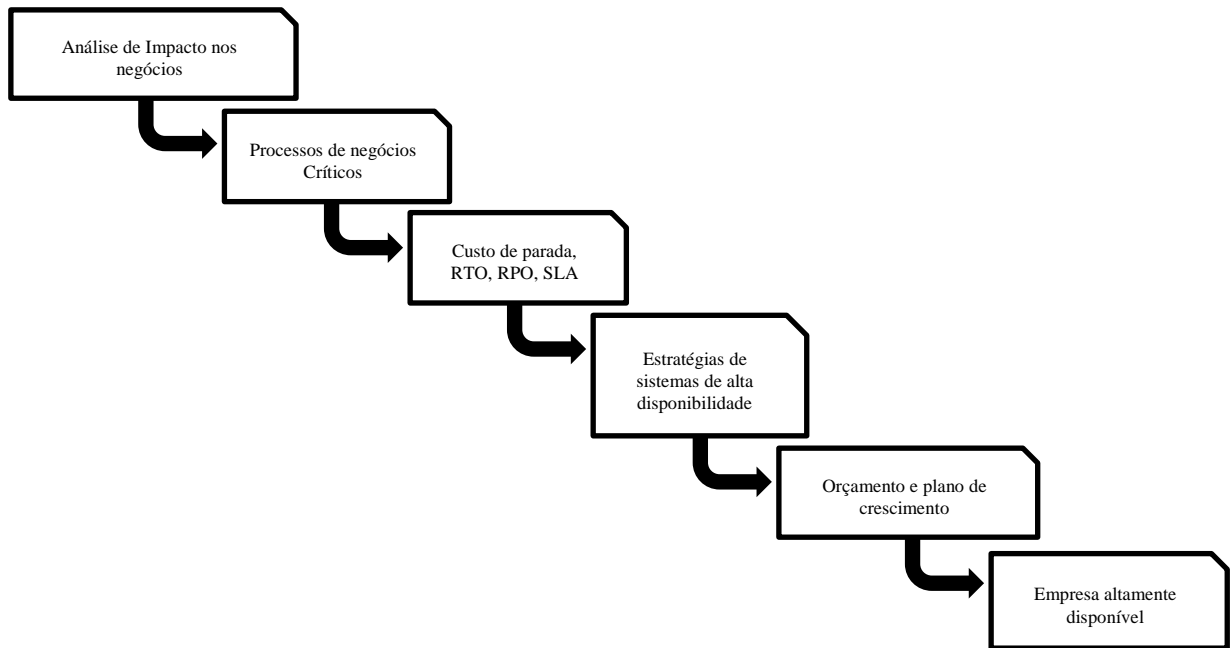 Análise de Impacto nos
negócios
Processos de negócios
Críticos
Custo de parada,
RTO, RPO, SLA
Estratégias de
sistemas de alta
disponibilidade
Orçamento e plano de
crescimento
Empresa altamente
disponível